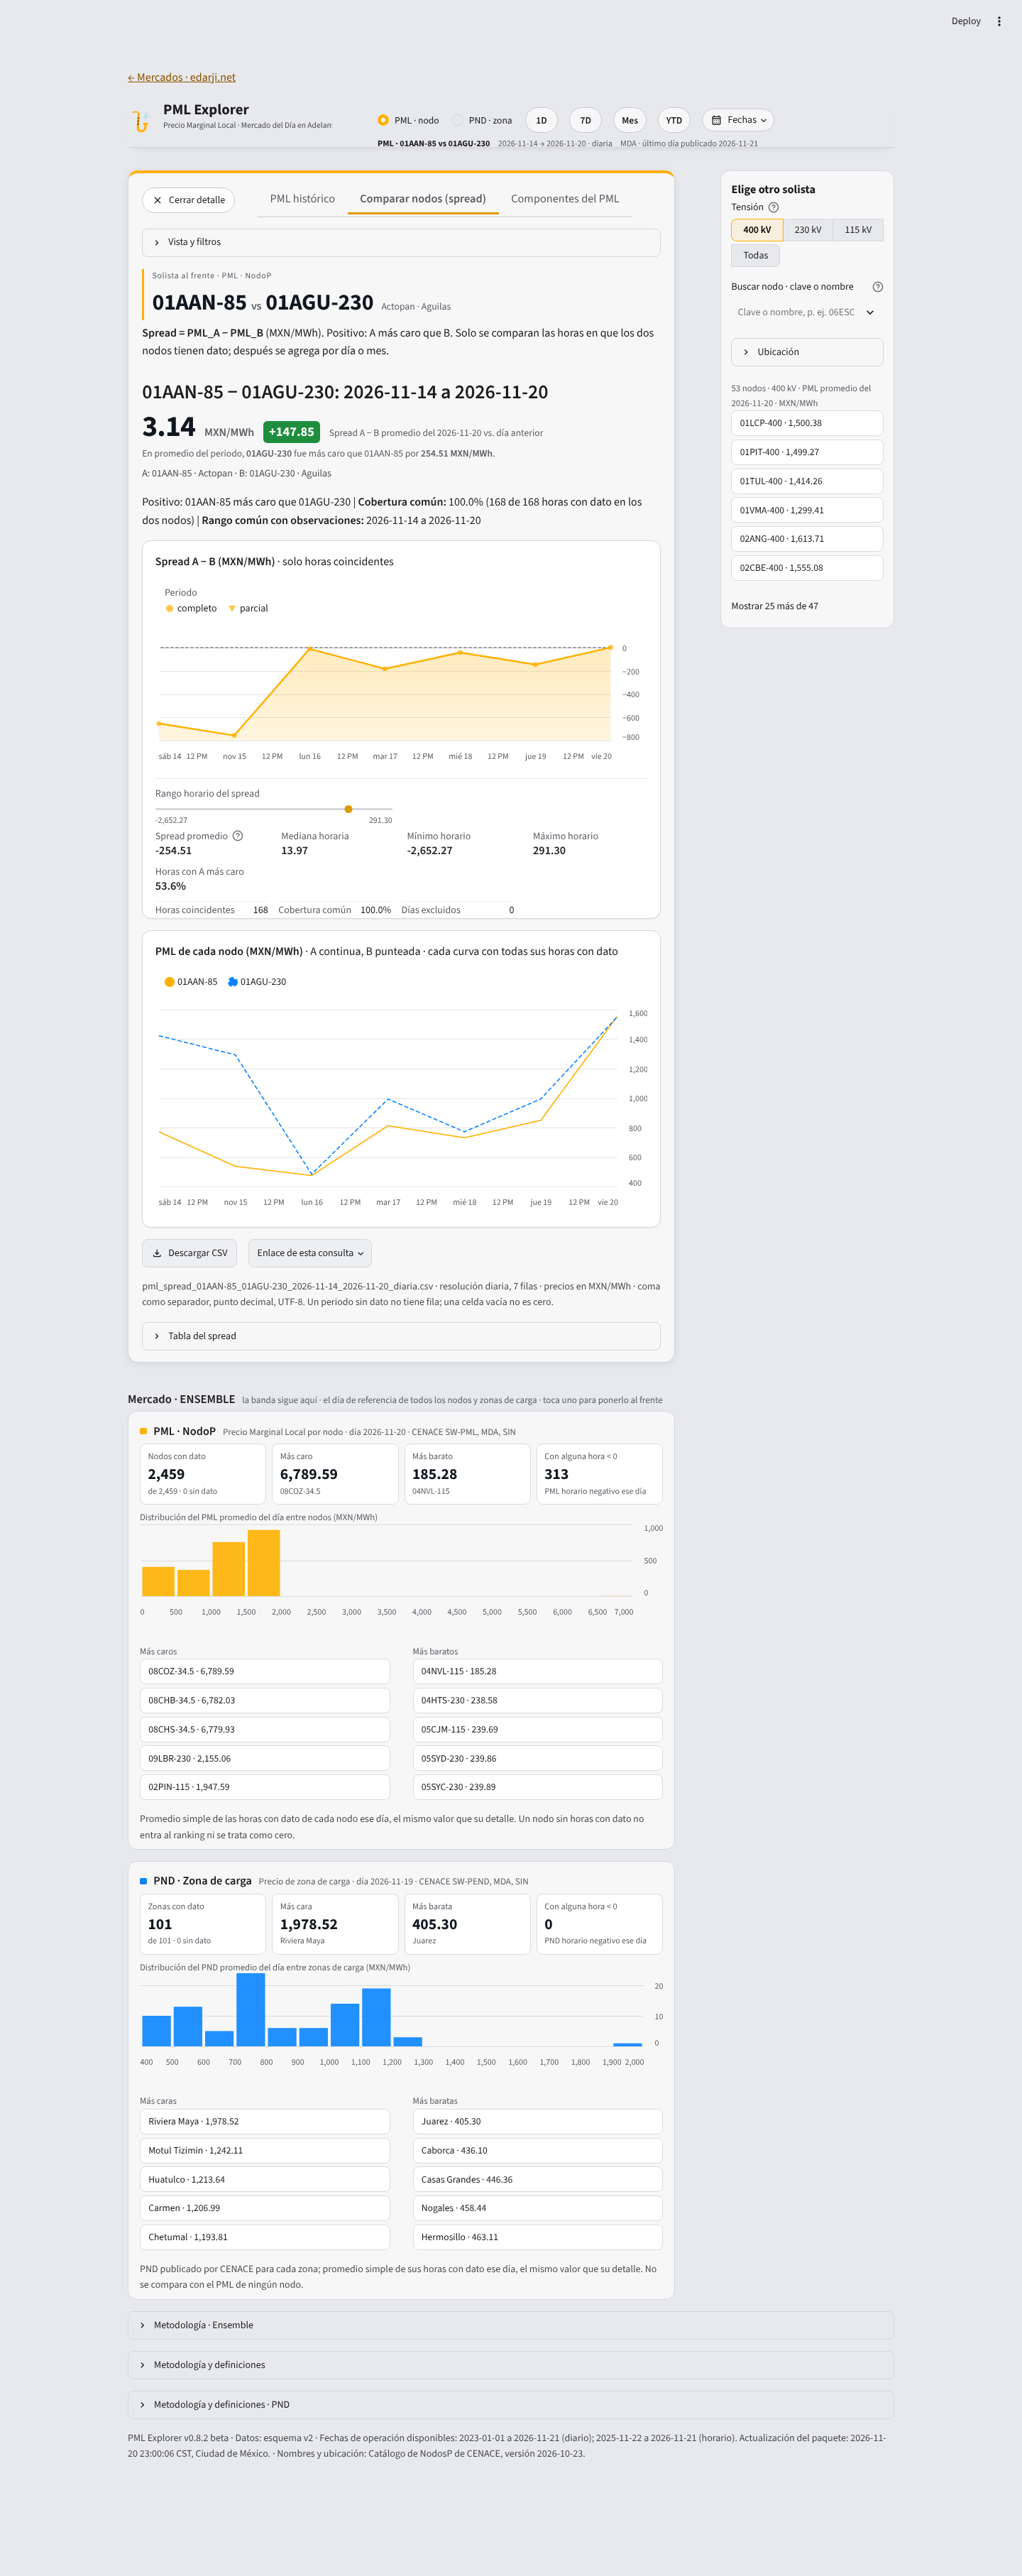 Deploy
← Mercados · edarji.net
PML Explorer
Precio Marginal Local · Mercado del Día en Adelan
PML · nodo
PND · zona
1D
7D
Mes
YTD
Fechas
PML · 01AAN-85 vs 01AGU-230 2026-11-14 → 2026-11-20 · diaria MDA · último día publicado 2026-11-21
Cerrar detalle
PML histórico
Comparar nodos (spread)
Componentes del PML
Vista y filtros
Solista al frente · PML · NodoP
01AAN-85 vs 01AGU-230 Actopan · Aguilas
Spread = PML_A − PML_B (MXN/MWh). Positivo: A más caro que B. Solo se comparan las horas en que los dos
nodos tienen dato; después se agrega por día o mes.
01AAN-85 − 01AGU-230: 2026-11-14 a 2026-11-20
3.14 MXN/MWh +147.85 Spread A − B promedio del 2026-11-20 vs. día anterior
En promedio del periodo, 01AGU-230 fue más caro que 01AAN-85 por 254.51 MXN/MWh.
A: 01AAN-85 · Actopan · B: 01AGU-230 · Aguilas
Positivo: 01AAN-85 más caro que 01AGU-230 | Cobertura común: 100.0% (168 de 168 horas con dato en los
dos nodos) | Rango común con observaciones: 2026-11-14 a 2026-11-20
Spread A − B (MXN/MWh) · solo horas coincidentes
Periodo
completo parcial
0
−200
−400
−600
−800
sáb 14 12 PM nov 15 12 PM lun 16 12 PM mar 17 12 PM mié 18 12 PM jue 19 12 PM vie 20
Rango horario del spread
-2,652.27 291.30
Spread promedio Mediana horaria Mínimo horario Máximo horario
-254.51 13.97 -2,652.27 291.30
Horas con A más caro
53.6%
Horas coincidentes 168 Cobertura común 100.0% Días excluidos 0
PML de cada nodo (MXN/MWh) · A continua, B punteada · cada curva con todas sus horas con dato
01AAN-85 01AGU-230
1,600
1,400
1,200
1,000
800
600
400
sáb 14 12 PM nov 15 12 PM lun 16 12 PM mar 17 12 PM mié 18 12 PM jue 19 12 PM vie 20
Descargar CSV
Enlace de esta consulta
pml_spread_01AAN-85_01AGU-230_2026-11-14_2026-11-20_diaria.csv · resolución diaria, 7 filas · precios en MXN/MWh · coma
como separador, punto decimal, UTF-8. Un periodo sin dato no tiene fila; una celda vacía no es cero.
Tabla del spread
Elige otro solista
Tensión
400 kV 230 kV 115 kV
Todas
Buscar nodo · clave o nombre
Clave o nombre, p. ej. 06ESC
Ubicación
53 nodos · 400 kV · PML promedio del
2026-11-20 · MXN/MWh
01LCP-400 · 1,500.38
01PIT-400 · 1,499.27
01TUL-400 · 1,414.26
01VMA-400 · 1,299.41
02ANG-400 · 1,613.71
02CBE-400 · 1,555.08
Mostrar 25 más de 47
Mercado · ENSEMBLE la banda sigue aquí · el día de referencia de todos los nodos y zonas de carga · toca uno para ponerlo al frente
PML · NodoP Precio Marginal Local por nodo · día 2026-11-20 · CENACE SW-PML, MDA, SIN
Nodos con dato
2,459
de 2,459 · 0 sin dato
Más caro
6,789.59
08COZ-34.5
Más barato
185.28
04NVL-115
Con alguna hora < 0
313
PML horario negativo ese día
Distribución del PML promedio del día entre nodos (MXN/MWh)
1,000
500
0
0 500 1,000 1,500 2,000 2,500 3,000 3,500 4,000 4,500 5,000 5,500 6,000 6,500 7,000
Más caros
08COZ-34.5 · 6,789.59
08CHB-34.5 · 6,782.03
08CHS-34.5 · 6,779.93
09LBR-230 · 2,155.06
02PIN-115 · 1,947.59
Más baratos
04NVL-115 · 185.28
04HTS-230 · 238.58
05CJM-115 · 239.69
05SYD-230 · 239.86
05SYC-230 · 239.89
Promedio simple de las horas con dato de cada nodo ese día, el mismo valor que su detalle. Un nodo sin horas con dato no
entra al ranking ni se trata como cero.
PND · Zona de carga Precio de zona de carga · día 2026-11-19 · CENACE SW-PEND, MDA, SIN
Zonas con dato
101
de 101 · 0 sin dato
Más cara
1,978.52
Riviera Maya
Más barata
405.30
Juarez
Con alguna hora < 0
0
PND horario negativo ese día
Distribución del PND promedio del día entre zonas de carga (MXN/MWh)
20
10
0
400 500 600 700 800 900 1,000 1,100 1,200 1,300 1,400 1,500 1,600 1,700 1,800 1,900 2,000
Más caras
Riviera Maya · 1,978.52
Motul Tizimin · 1,242.11
Huatulco · 1,213.64
Carmen · 1,206.99
Chetumal · 1,193.81
Más baratas
Juarez · 405.30
Caborca · 436.10
Casas Grandes · 446.36
Nogales · 458.44
Hermosillo · 463.11
PND publicado por CENACE para cada zona; promedio simple de sus horas con dato ese día, el mismo valor que su detalle. No
se compara con el PML de ningún nodo.
Metodología · Ensemble
Metodología y definiciones
Metodología y definiciones · PND
PML Explorer v0.8.2 beta · Datos: esquema v2 · Fechas de operación disponibles: 2023-01-01 a 2026-11-21 (diario); 2025-11-22 a 2026-11-21 (horario). Actualización del paquete: 2026-11-
20 23:00:06 CST, Ciudad de México. · Nombres y ubicación: Catálogo de NodosP de CENACE, versión 2026-10-23.